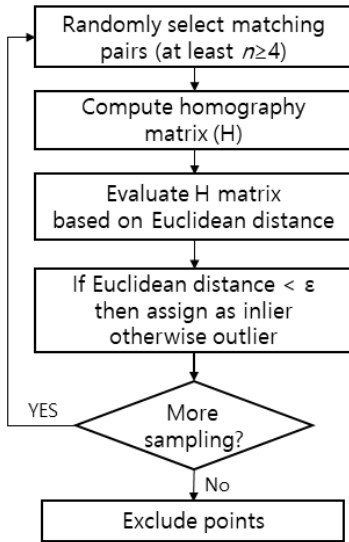 Randomly select matching
pairs (at least n≥4)
Compute homography
matrix (H)
Evaluate H matrix
based on Euclidean distance
If Euclidean distance < ε
then assign as inlier
otherwise outlier
YES
More
sampling?
No
Exclude points